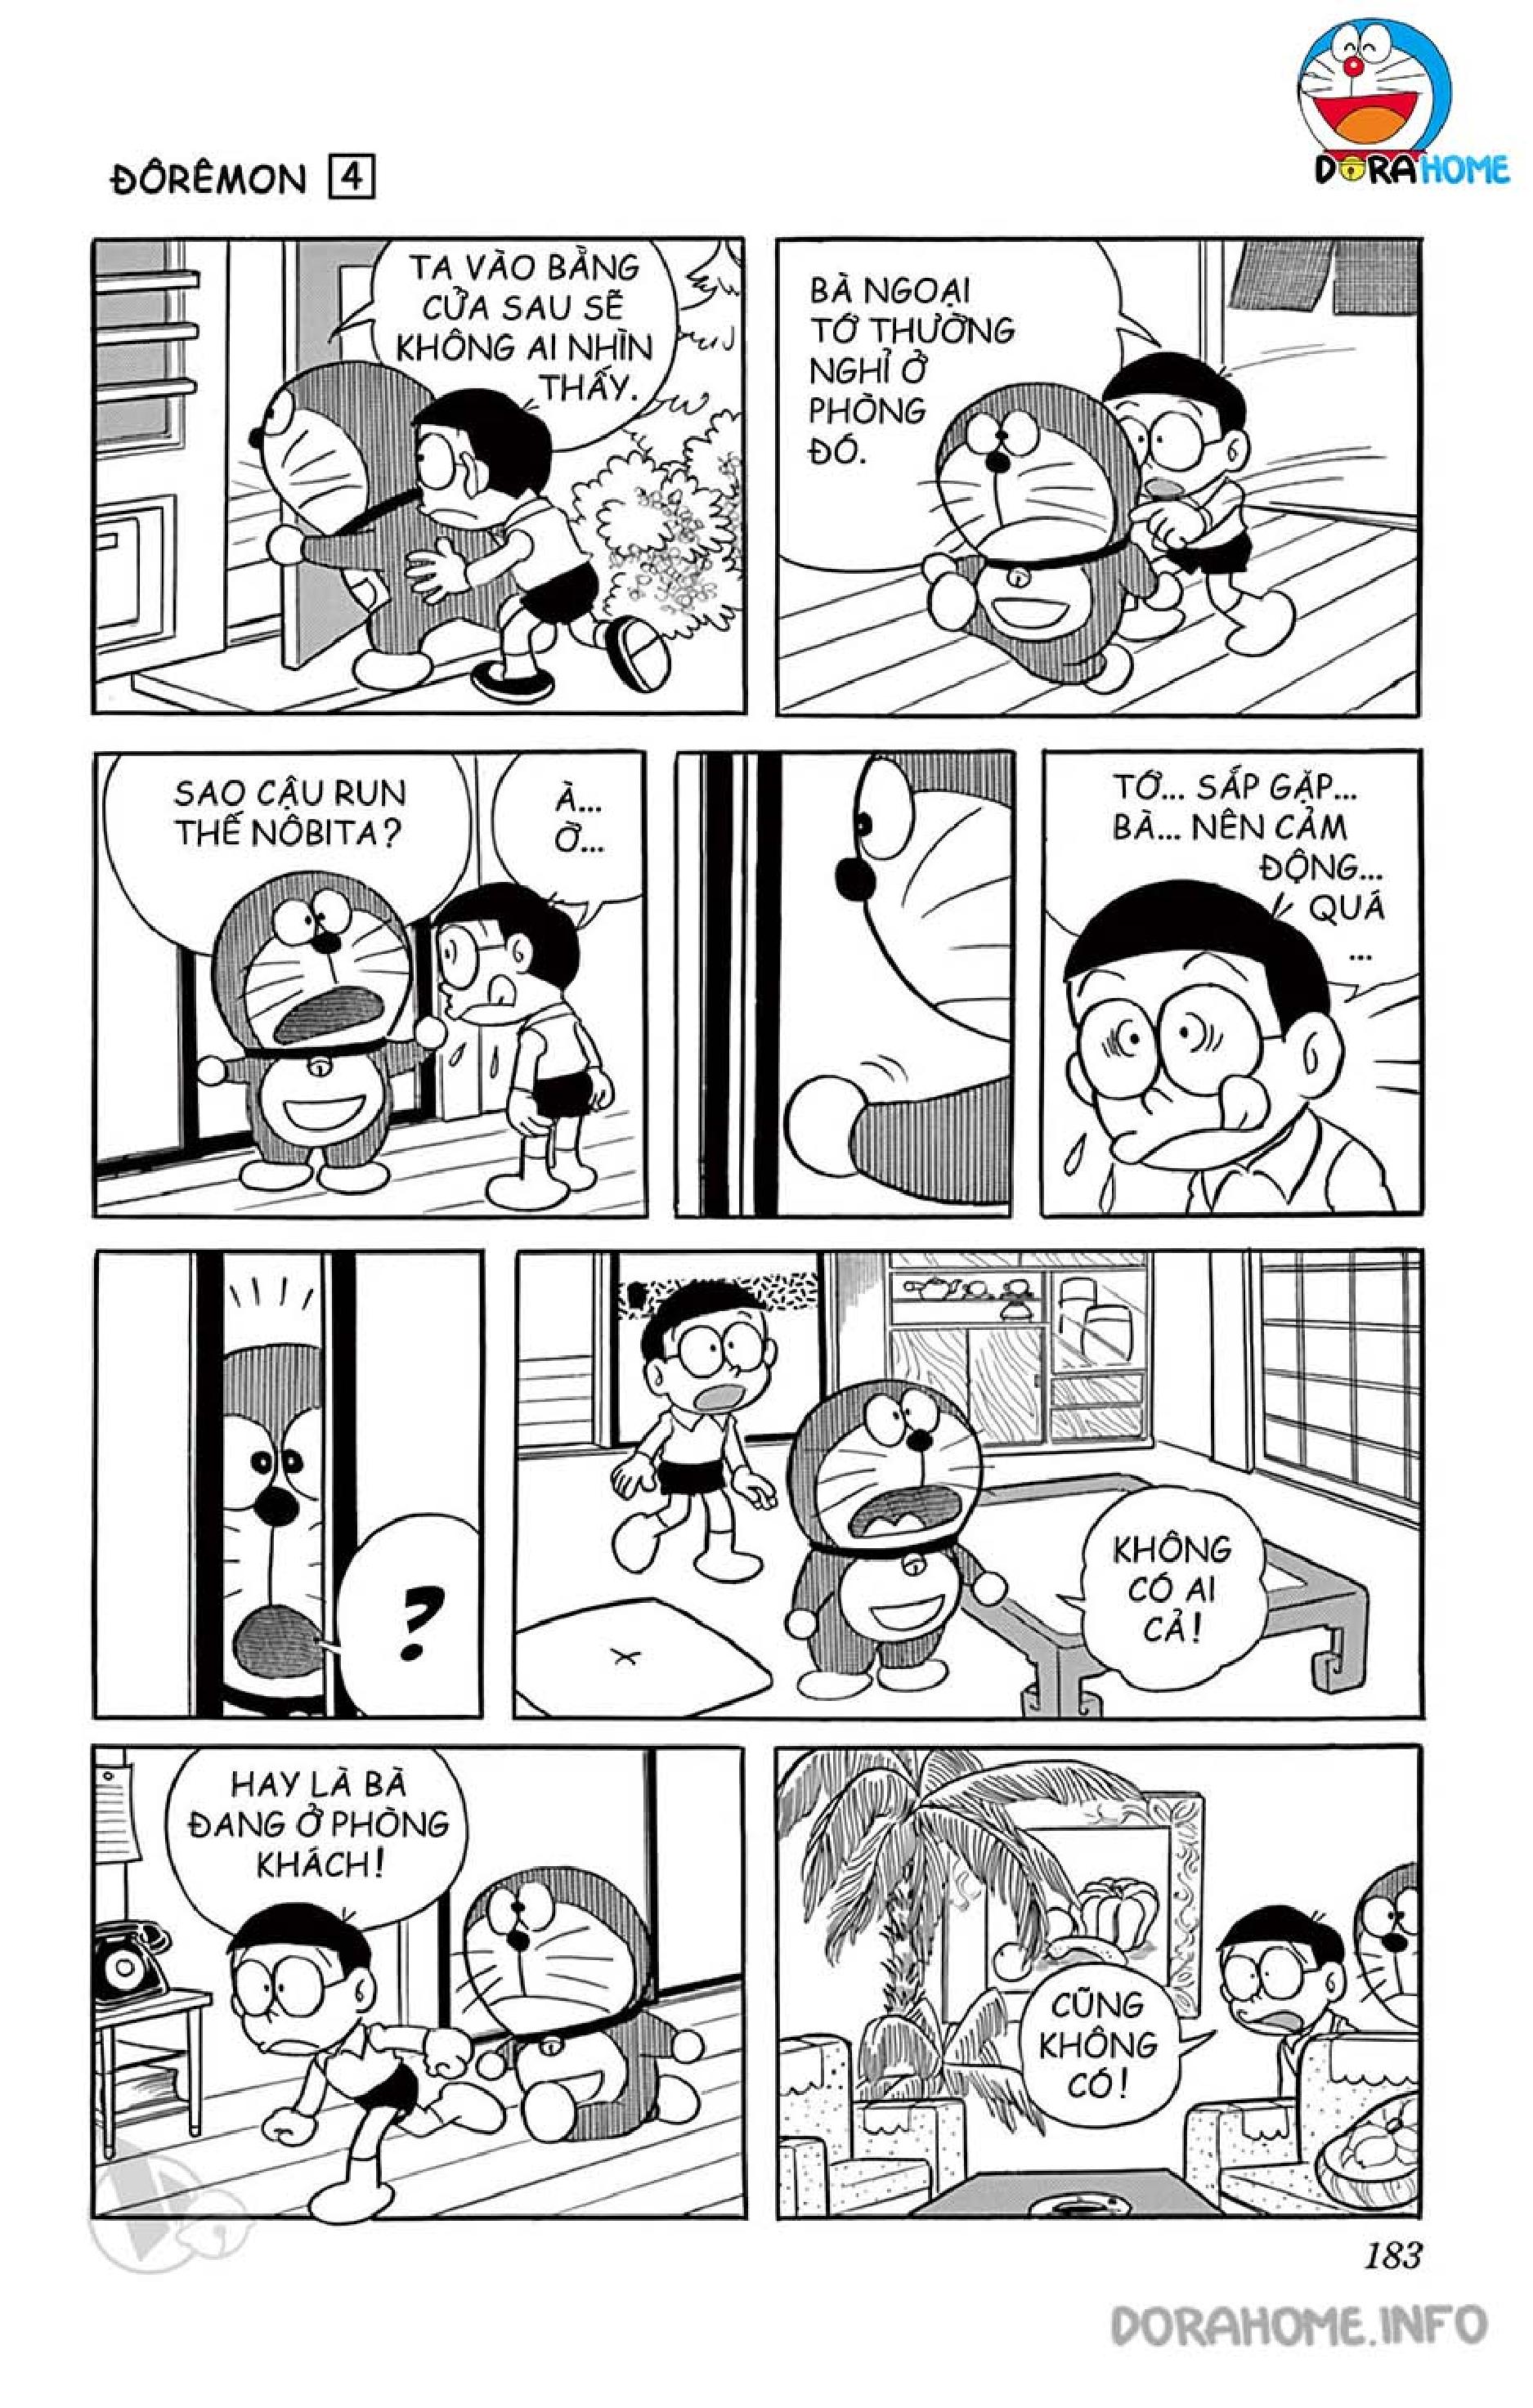 DORAHOME
ĐÔRÊMON 4
TA VÀO BẰNG
CỬA SAU SẼ
KHÔNG AI NHÌN
THẤY.
BÀ NGOẠI
TỚ THƯỜNG
NGHỈ Ở
PHÒNG
ĐÓ.
SAO CẬU RUN
THẾ NÔBITA?
À...
Ờ...
TỚ... SẮP GẶP...
BÀ... NÊN CẢM
ĐỘNG...
QUÁ
...
?
KHÔNG
CÓ AI
CẢ!
HAY LÀ BÀ
ĐANG Ở PHÒNG
KHÁCH!
CŨNG
KHÔNG
CÓ!
183
DORAHOME.INFO